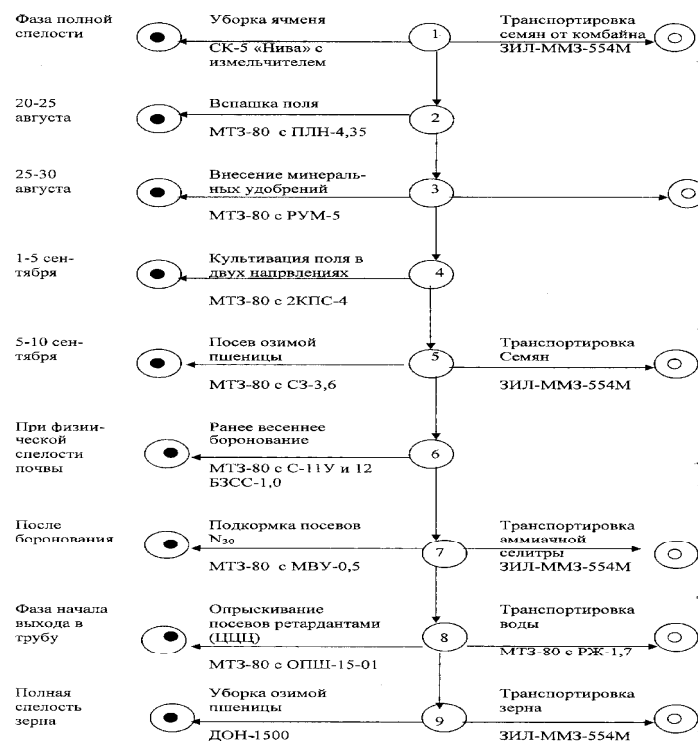 Фаза полной
спелости
Уборка ячменя
СК-5 «Нива» с
измельчителем
1
Транспортировка
семян от комбайна
ЗИЛ-ММЗ-554М
20-25
августа
Вспашка поля
МТЗ-80 с ПЛН-4,35
2
25-30
августа
Внесение минераль-
ных удобрений
МТЗ-80 с РУМ-5
3
1-5 сен-
тября
Культивация поля в
двух напрвлениях
МТЗ-80 с 2КПС-4
4
5-10 сен-
тября
Посев озимой
пшеницы
МТЗ-80 с СЗ-3,6
5
Транспортировка
Семян
ЗИЛ-ММЗ-554М
При физи-
ческой
спелости
почвы
Ранее весеннее
боронование
МТЗ-80 с С-11У и 12
БЗСС-1,0
6
После
боронования
Подкормка посевов
N₃₀
МТЗ-80 с МВУ-0,5
7
Транспортировка
аммиачной
селитры
ЗИЛ-ММЗ-554М
Фаза начала
выхода в
трубу
Опрыскивание
посевов ретардантами
(ЦЦЦ)
МТЗ-80 с ОПШ-15-01
8
Транспортировка
воды
МТЗ-80 с РЖ-1,7
Полная
спелость
зерна
Уборка озимой
пшеницы
ДОН-1500
9
Транспортировка
зерна
ЗИЛ-ММЗ-554М